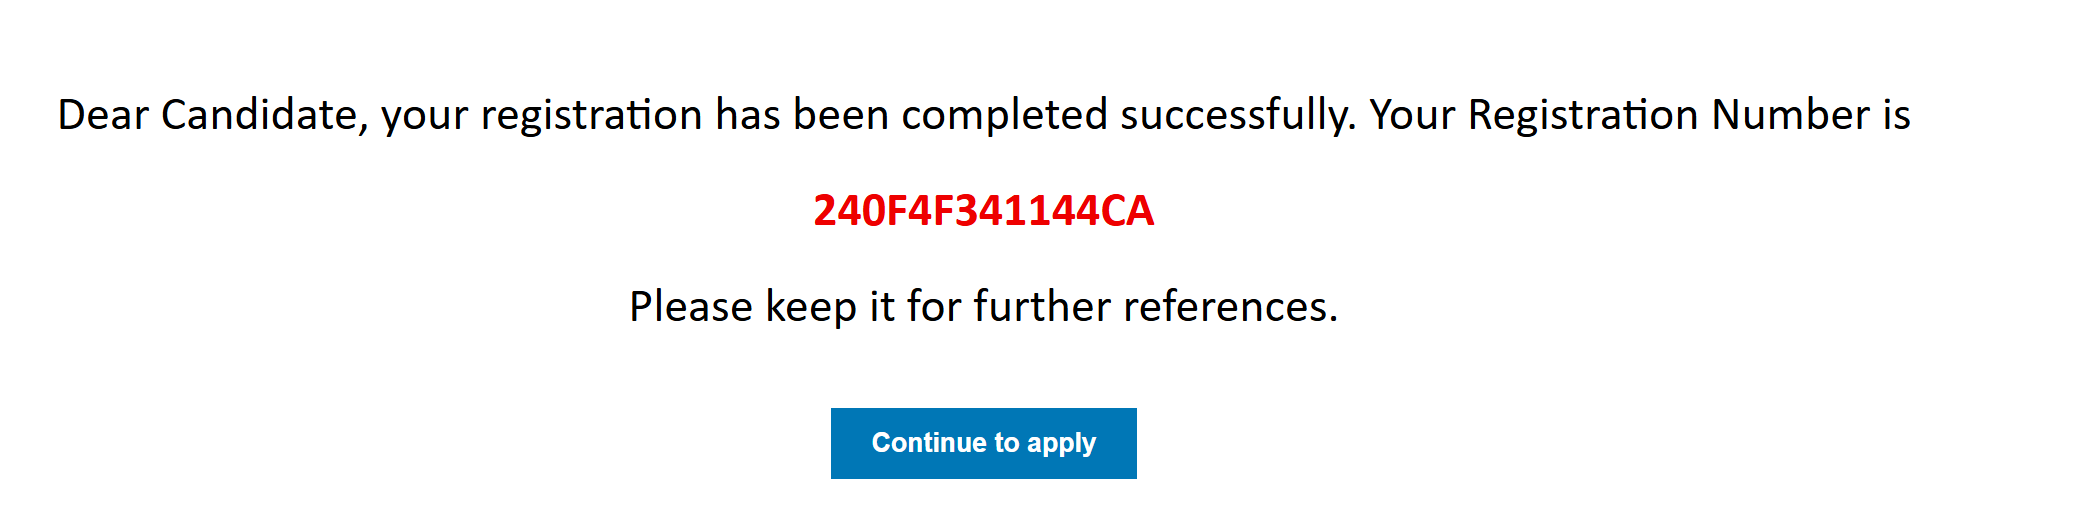 Dear Candidate, your registration has been completed successfully. Your Registration Number is
240F4F341144CA
Please keep it for further references.
Continue to apply